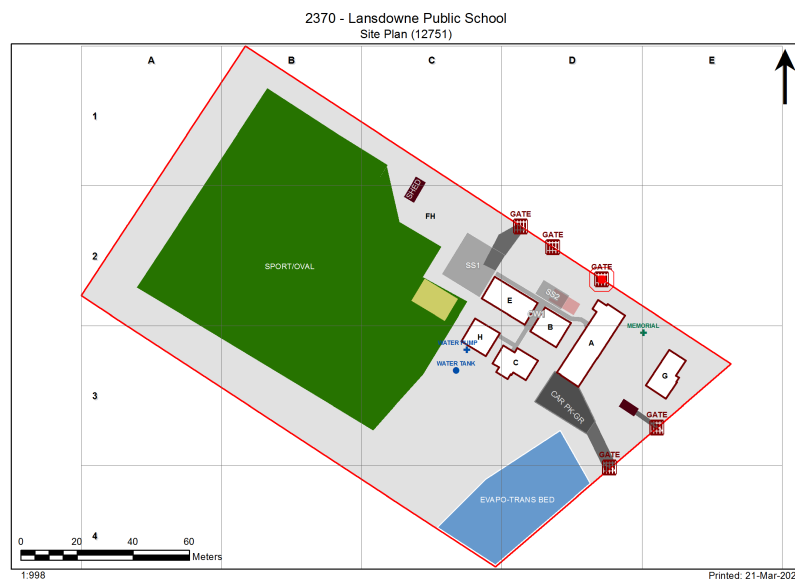 2370 - Lansdowne Public School
Site Plan (12751)
A B C D E
1
SHED
FH
GATE
GATE
2
SPORT/OVAL
SS1
GATE
SS2
E
B
MEMORIAL
H
WATER PUMP
A
C
WATER TANK
G
3
CAR PK-GR
GATE
GATE
EVAPO-TRANS BED
4
0 20 40 60
Meters
1:998
Printed: 21-Mar-202